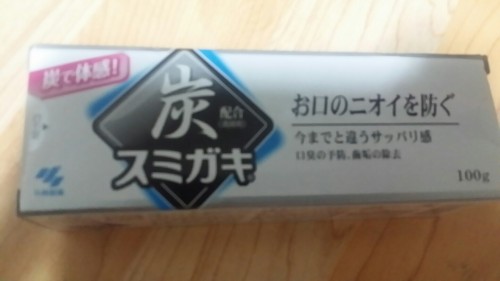 炭で体感!
炭
配合
スミガキ
お口のニオイを防ぐ
今までと違うサッパリ感
口臭の予防、歯垢の除去
100g